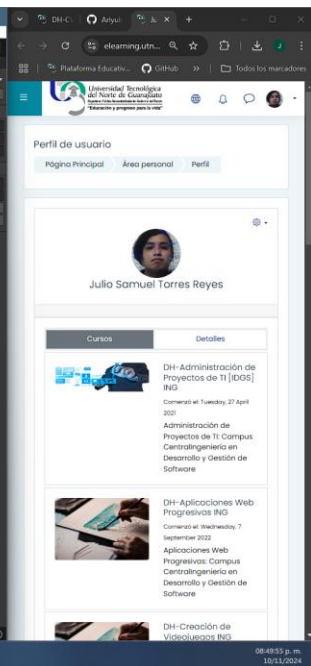 DH-C
Artyui
elearning.utn...
Plataforma Educativ...
GitHub
Todos los marcadores
Universidad Tecnológica
del Norte de Guanajuato
"Educación y progreso para la vida"
Perfil de usuario
Página Principal
Área personal
Perfil
Julio Samuel Torres Reyes
Cursos
Detalles
DH-Administración de
Proyectos de TI [IDGS]
ING
Comenzó el: Tuesday, 27 April
2021
Administración de
Proyectos de TI: Campus
CentralIngeniería en
Desarrollo y Gestión de
Software
DH-Aplicaciones Web
Progresivas ING
Comenzó el: Wednesday, 7
September 2022
Aplicaciones Web
Progresivas: Campus
CentralIngeniería en
Desarrollo y Gestión de
Software
DH-Creación de
Videojuegos ING
08:49:55 p. m.
10/11/2024